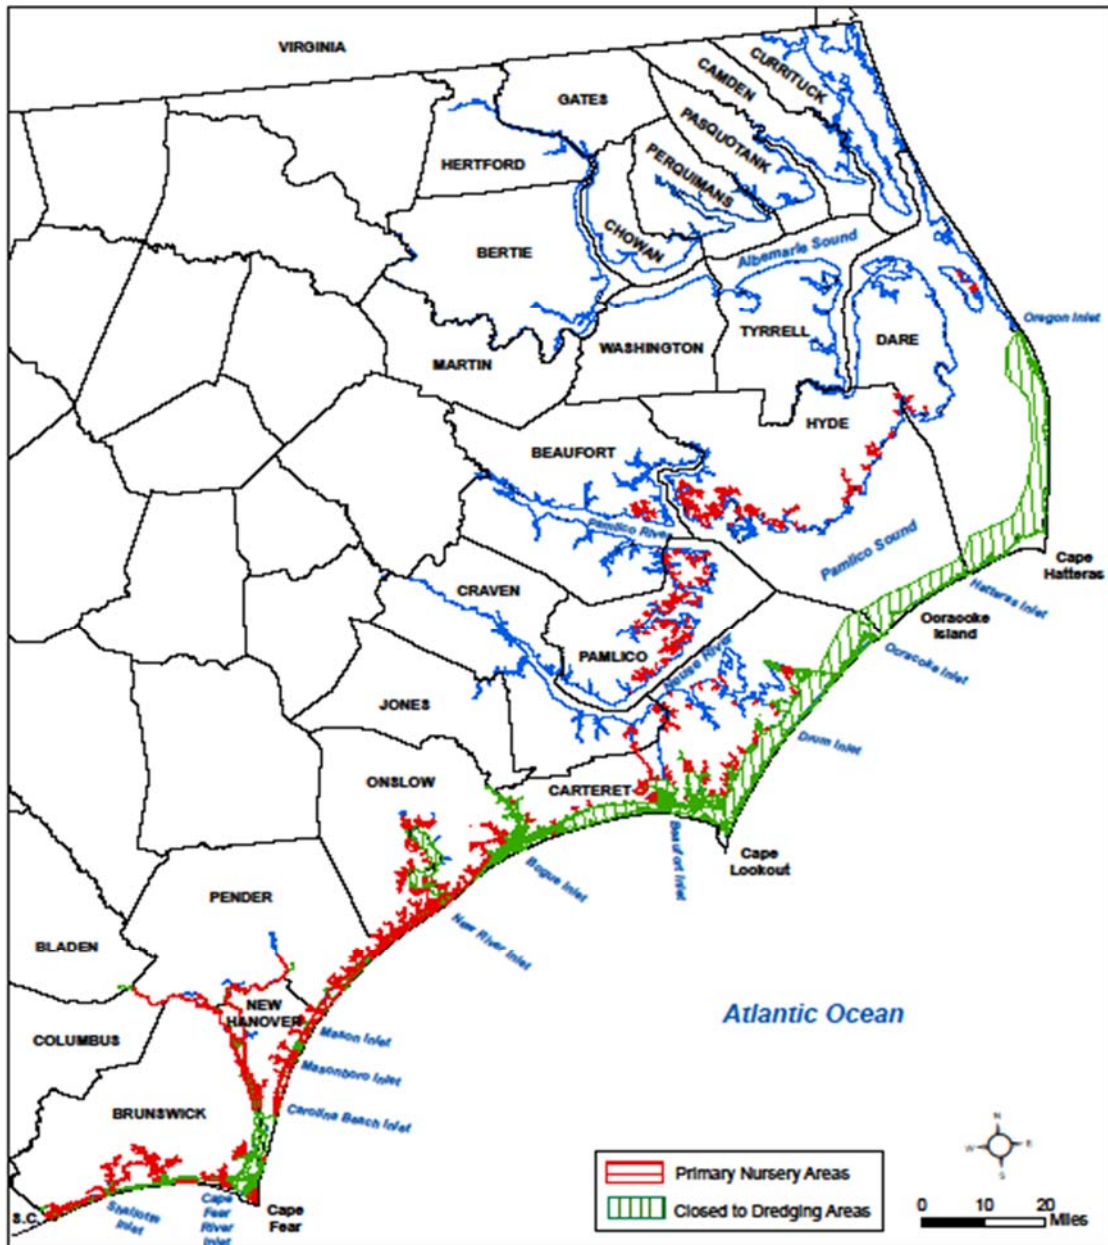 VIRGINIA
CURRITUCK
CAMDEN
GATES
PASQUOTANK
HERTFORD
PERQUIMANS
CHOWAN
BERTIE
Albemarle Sound
Oregon Inlet
TYRRELL
DARE
WASHINGTON
MARTIN
HYDE
BEAUFORT
Pamlico River
Pamlico Sound
Cape
Hatteras
Hatteras Inlet
CRAVEN
Ooracoke
Island
Ocracoke Inlet
PAMLICO
Neuse River
JONES
Drum Inlet
ONSLOW
CARTERET
Beaufort Inlet
Cape
Lookout
Bogue Inlet
PENDER
New River Inlet
BLADEN
NEW
HANOVER
Atlantic Ocean
COLUMBUS
Mason Inlet
Masonboro Inlet
BRUNSWICK
Carolina Beach Inlet
N
W
E
S
Primary Nursery Areas
Closed to Dredging Areas
0 10 20
Miles
S.C.
Shallotte
Inlet
Cape
Fear
River
Inlet
Cape
Fear